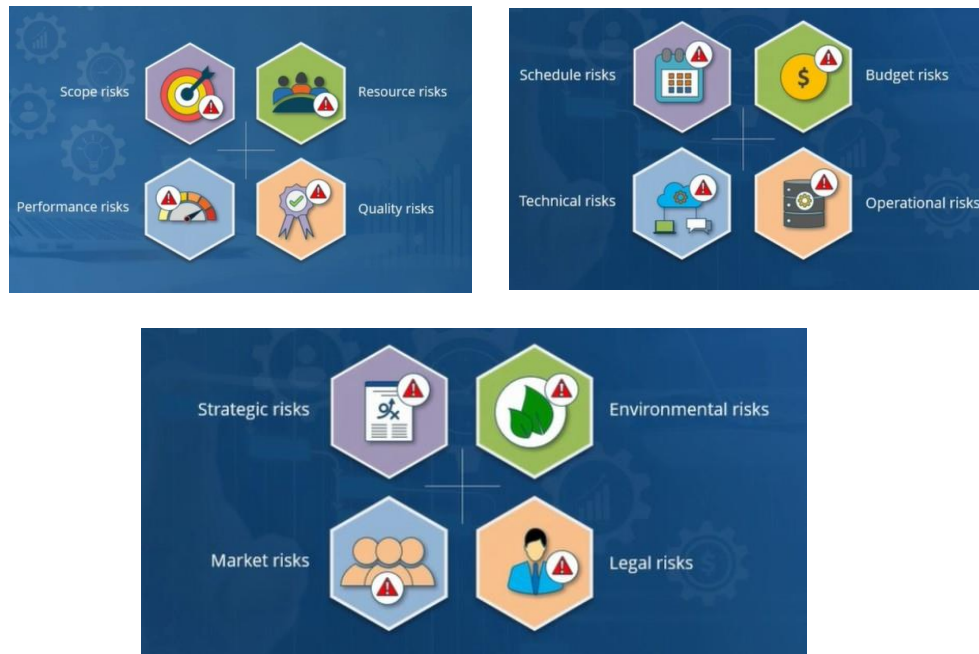 Scope risks
Resource risks
Performance risks
Quality risks
Schedule risks
Budget risks
Technical risks
Operational risks
Strategic risks
Environmental risks
Market risks
Legal risks